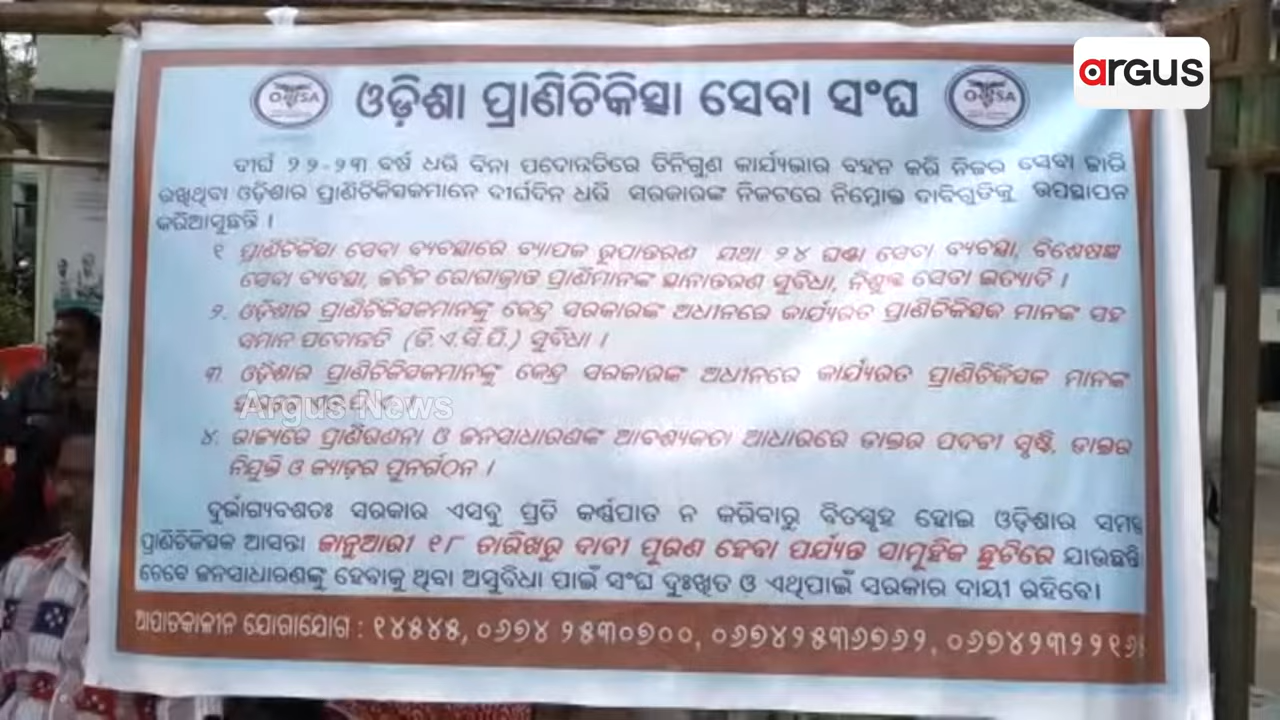 argus
ଓଡ଼ିଶା ପ୍ରାଣିଚିକିତ୍ସା ସେବା ସଂଘ
ଦୀର୍ଘ ୨୨-୨୩ ବର୍ଷ ଧରି ବିନା ପଦୋନ୍ନତିରେ ତିନିଗୁଣ କାର୍ଯ୍ୟଭାର ବହନ କରି ନିଜର ସେବା ଜାରି
ରଖିଥିବା ଓଡ଼ିଶାର ପ୍ରାଣିଚିକିତ୍ସକମାନେ ଦୀର୍ଘଦିନ ଧରି ସରକାରଙ୍କ ନିକଟରେ ନିମ୍ନୋକ୍ତ ଦାବିଗୁଡିକୁ ଉପସ୍ଥାପନ
କରିଆସୁଛନ୍ତି ।
୧ ପ୍ରାଣିଚିକିତ୍ସା ସେବା ବ୍ୟବସ୍ଥାରେ ବ୍ୟାପକ ରୂପାନ୍ତରଣ ଯଥା ୨୪ ଘଣ୍ଟା ସେବା ବ୍ୟବସ୍ଥା, ବିଶେଷଜ୍ଞ
ସେବା ବ୍ୟବସ୍ଥା, ଜଟିଳ ରୋଗାକ୍ରାନ୍ତ ପ୍ରାଣିମାନଙ୍କ ସ୍ଥାନାନ୍ତରଣ ସୁବିଧା, ନିଶୁଳ୍କ ସେବା ଇତ୍ୟାଦି ।
୨. ଓଡ଼ିଶାର ପ୍ରାଣିଚିକିତ୍ସକମାନଙ୍କୁ କେନ୍ଦ୍ର ସରକାରଙ୍କ ଅଧୀନରେ କାର୍ଯ୍ୟରତ ପ୍ରାଣିଚିକିତ୍ସକ ମାନଙ୍କ ସହ
ସମାନ ପଦୋନ୍ନତି (ଡି.ଏ.ସି.ପି.) ସୁବିଧା ।
୩. ଓଡ଼ିଶାର ପ୍ରାଣିଚିକିତ୍ସକମାନଙ୍କୁ କେନ୍ଦ୍ର ସରକାରଙ୍କ ଅଧୀନରେ କାର୍ଯ୍ୟରତ ପ୍ରାଣିଚିକିତ୍ସକ ମାନଙ୍କ
Argus News
୪. ରାଜ୍ୟରେ ପ୍ରାଣିଗଣନା ଓ ଜନସାଧାରଣଙ୍କ ଆବଶ୍ୟକତା ଆଧାରରେ ଡାକ୍ତର ପଦବୀ ସୃଷ୍ଟି, ଡାକ୍ତର
ନିଯୁକ୍ତି ଓ କ୍ୟାଡ଼ର ପୁନର୍ଗଠନ ।
ଦୁର୍ଭାଗ୍ୟବଶତଃ ସରକାର ଏସବୁ ପ୍ରତି କର୍ଣ୍ଣପାତ ନ କରିବାରୁ ବିତସ୍ପୃହ ହୋଇ ଓଡ଼ିଶାର ସମସ୍ତ
ପ୍ରାଣିଚିକିତ୍ସକ ଆସନ୍ତା ଜାନୁଆରୀ ୧୮ ତାରିଖରୁ ଦାବୀ ପୂରଣ ହେବା ପର୍ଯ୍ୟନ୍ତ ସାମୂହିକ ଛୁଟିରେ ଯାଉଛନ୍ତି
ତେବେ ଜନସାଧାରଣଙ୍କୁ ହେବାକୁ ଥିବା ଅସୁବିଧା ପାଇଁ ସଂଘ ଦୁଃଖିତ ଓ ଏଥିପାଇଁ ସରକାର ଦାୟୀ ରହିବେ।
ଆପାତକାଳୀନ ଯୋଗାଯୋଗ : ୧୪୫୪୫, ୦୬୭୪ ୨୫୩୦୭୦୦, ୦୬୭୪୨୫୩୬୭୬୨, ୦୬୭୪୨୩୨୨୧୬